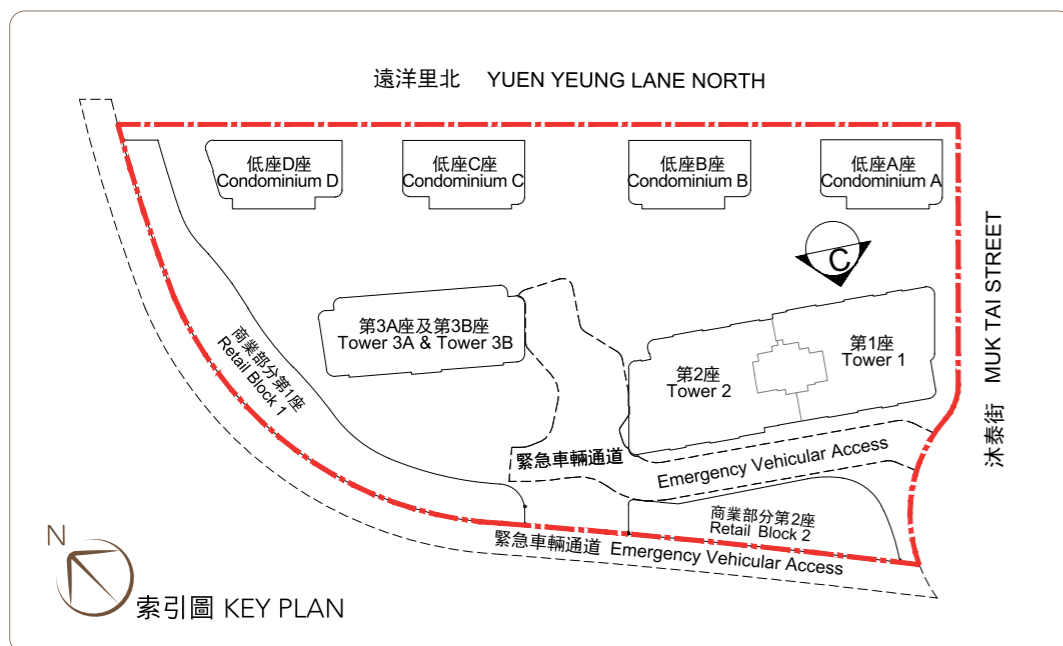 遠洋里北 YUEN YEUNG LANE NORTH
低座D座
Condominium D
低座C座
Condominium C
低座B座
Condominium B
低座A座
Condominium A
C
沐泰街 MUK TAI STREET
商業部分第1座
Retail Block 1
第3A座及第3B座
Tower 3A & Tower 3B
第2座
Tower 2
第1座
Tower 1
緊急車輛通道 Emergency Vehicular Access
商業部分第2座
Retail Block 2
緊急車輛通道 Emergency Vehicular Access
N
索引圖 KEY PLAN